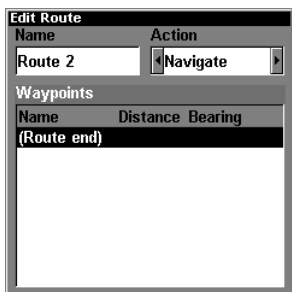 Edit Route
Name Action
Route 2 Navigate
Waypoints
Name Distance Bearing
(Route end)